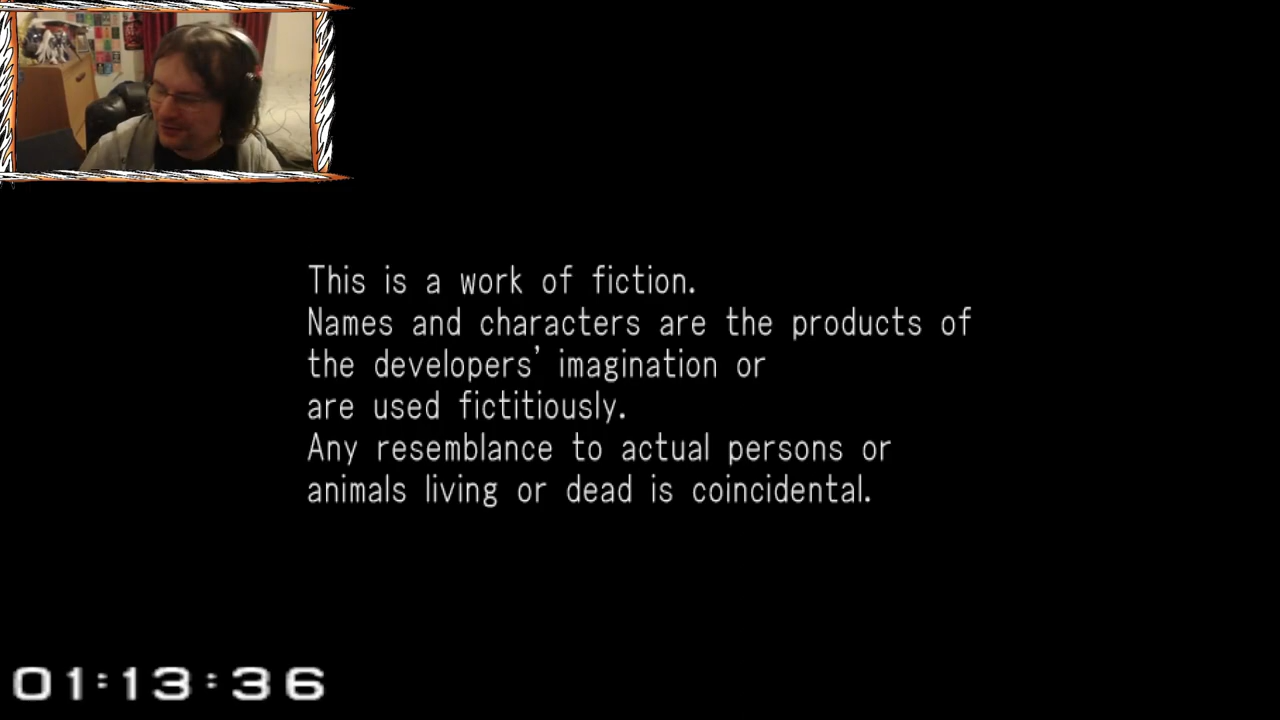 This is a work of fiction.
Names and characters are the products of
the developers' imagination or
are used fictitiously.
Any resemblance to actual persons or
animals living or dead is coincidental.
01:13:36